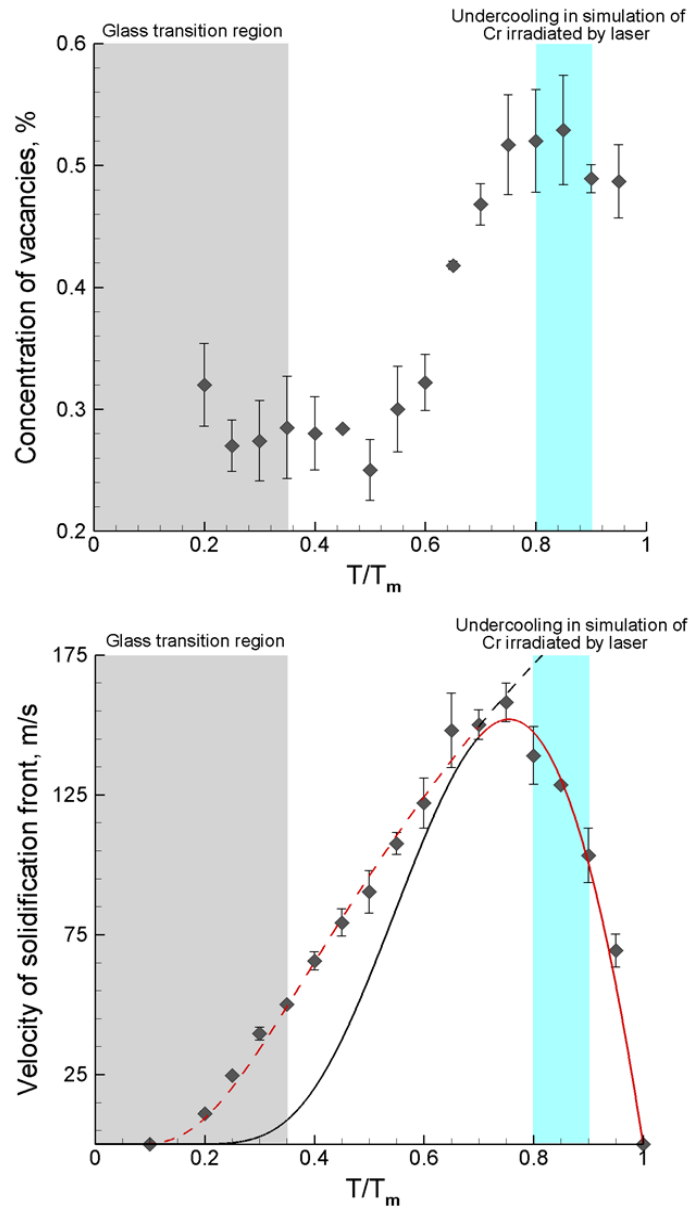 Glass transition region
Undercooling in simulation of
Cr irradiated by laser
Concentration of vacancies, %
0.6
0.5
0.4
0.3
0.2
0
0.2
0.4
0.6
0.8
1
T/Tm
Glass transition region
Undercooling in simulation of
Cr irradiated by laser
Velocity of solidification front, m/s
175
125
75
25
0
0.2
0.4
0.6
0.8
1
T/Tm